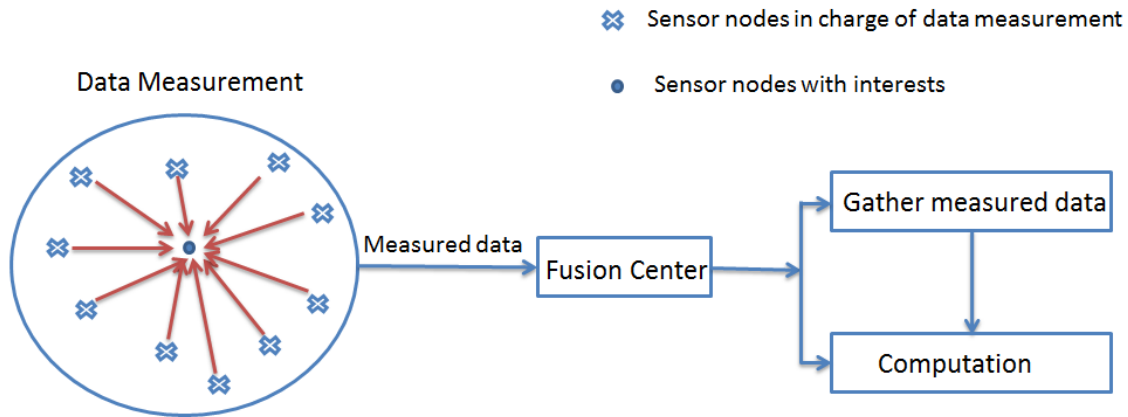 Sensor nodes in charge of data measurement
Data Measurement
Sensor nodes with interests
Measured data
Fusion Center
Gather measured data
Computation